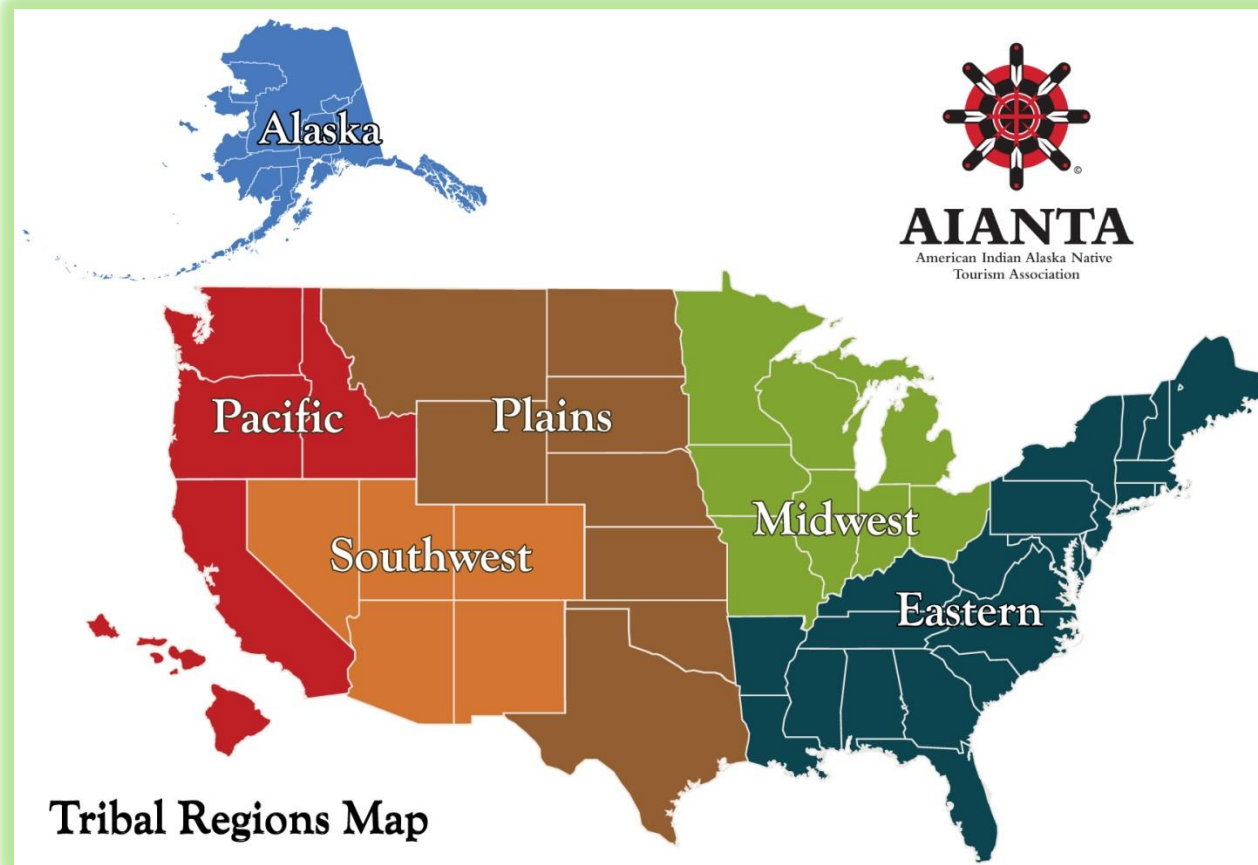 Alaska
©
AIANTA
American Indian Alaska Native
Tourism Association
Pacific
Plains
Midwest
Southwest
Eastern
Tribal Regions Map